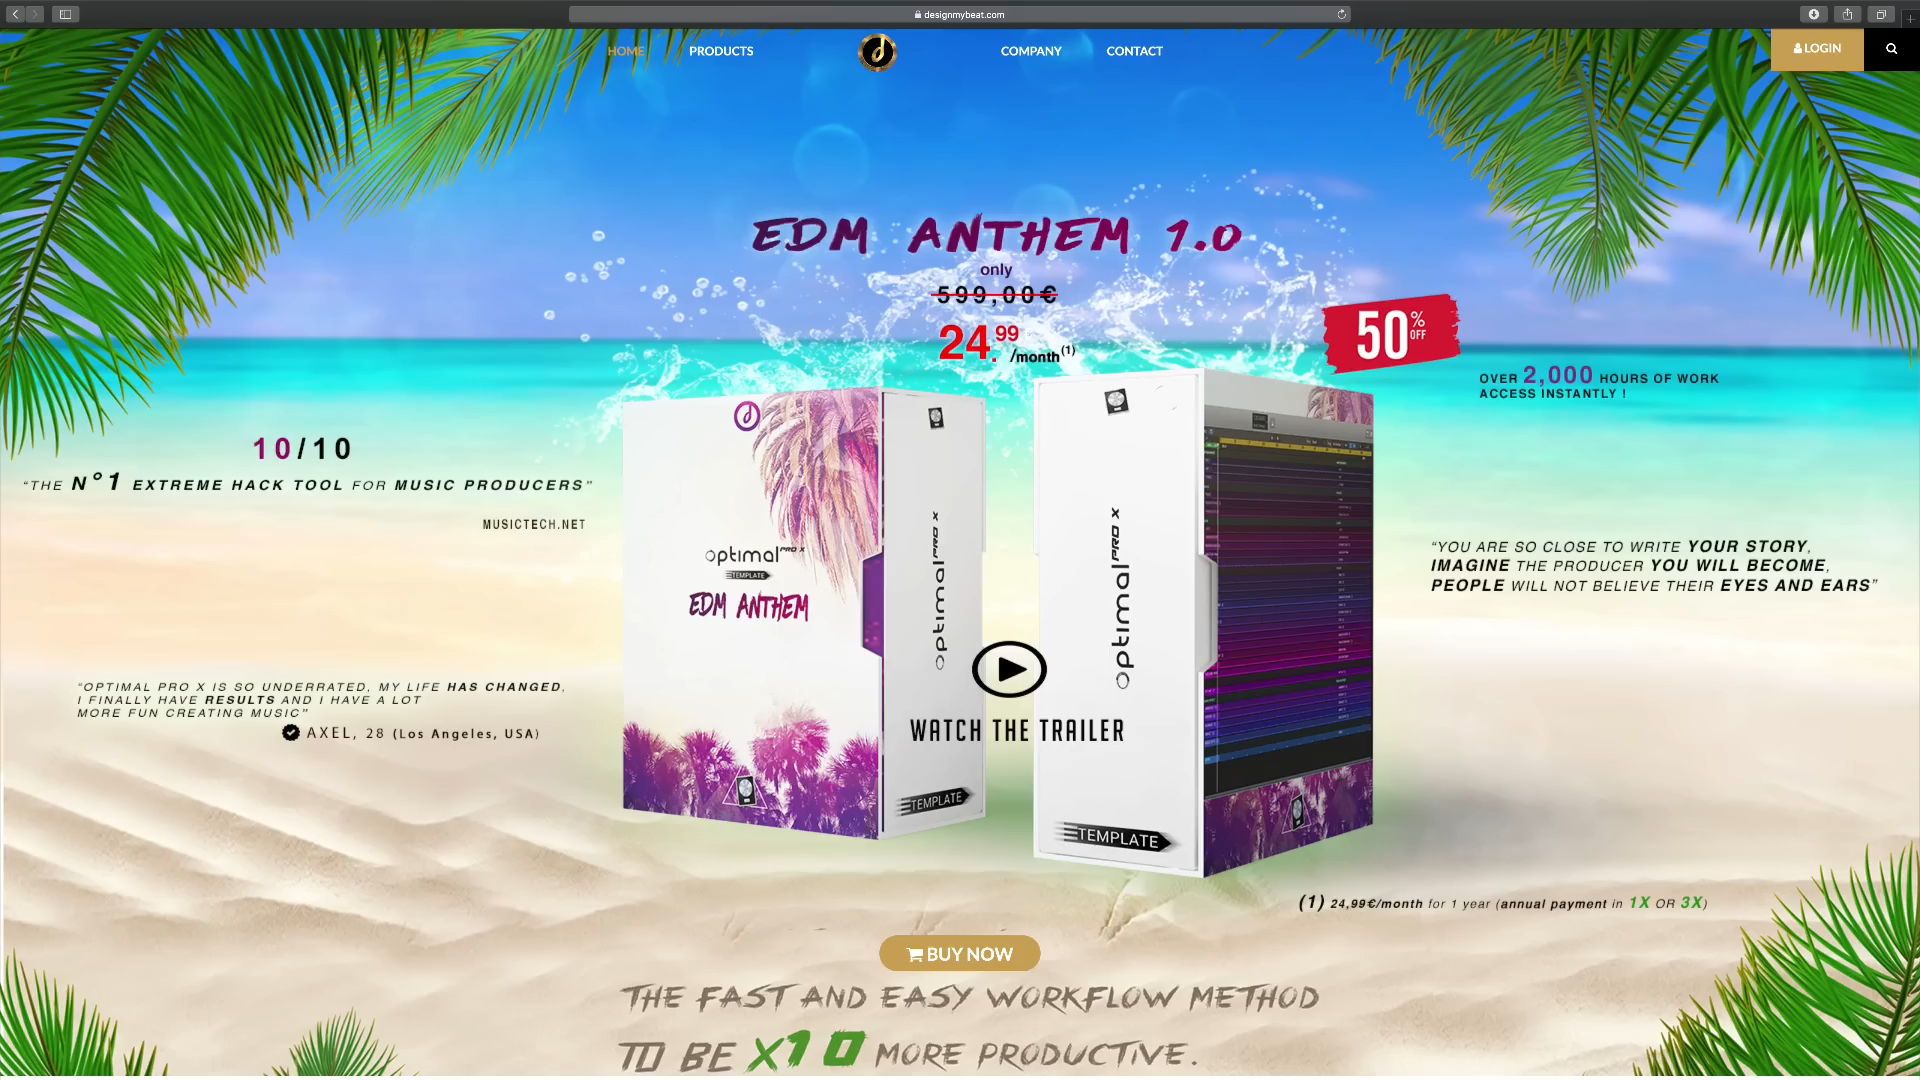 designmybeat.com
HOME
PRODUCTS
COMPANY
CONTACT
LOGIN
EDM ANTHEM 1.0
only
599,00€
24.99 /month(1)
50% OFF
OVER 2,000 HOURS OF WORK
ACCESS INSTANTLY !
10/10
“THE N°1 EXTREME HACK TOOL FOR MUSIC PRODUCERS”
MUSICTECH.NET
“YOU ARE SO CLOSE TO WRITE YOUR STORY,
IMAGINE THE PRODUCER YOU WILL BECOME,
PEOPLE WILL NOT BELIEVE THEIR EYES AND EARS”
optimal PRO X
TEMPLATE
EDM ANTHEM
optimal PRO X
TEMPLATE
optimal PRO X
TEMPLATE
WATCH THE TRAILER
“OPTIMAL PRO X IS SO UNDERRATED, MY LIFE HAS CHANGED,
I FINALLY HAVE RESULTS AND I HAVE A LOT
MORE FUN CREATING MUSIC”
AXEL, 28 (Los Angeles, USA)
(1) 24,99€/month for 1 year (annual payment in 1X OR 3X)
BUY NOW
THE FAST AND EASY WORKFLOW METHOD
TO BE X10 MORE PRODUCTIVE.